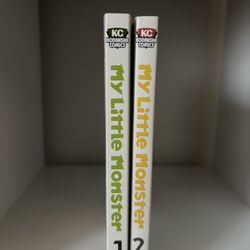 KC
KODANSHA
COMICS
My Little Monster
1
KC
KODANSHA
COMICS
My Little Monster
2